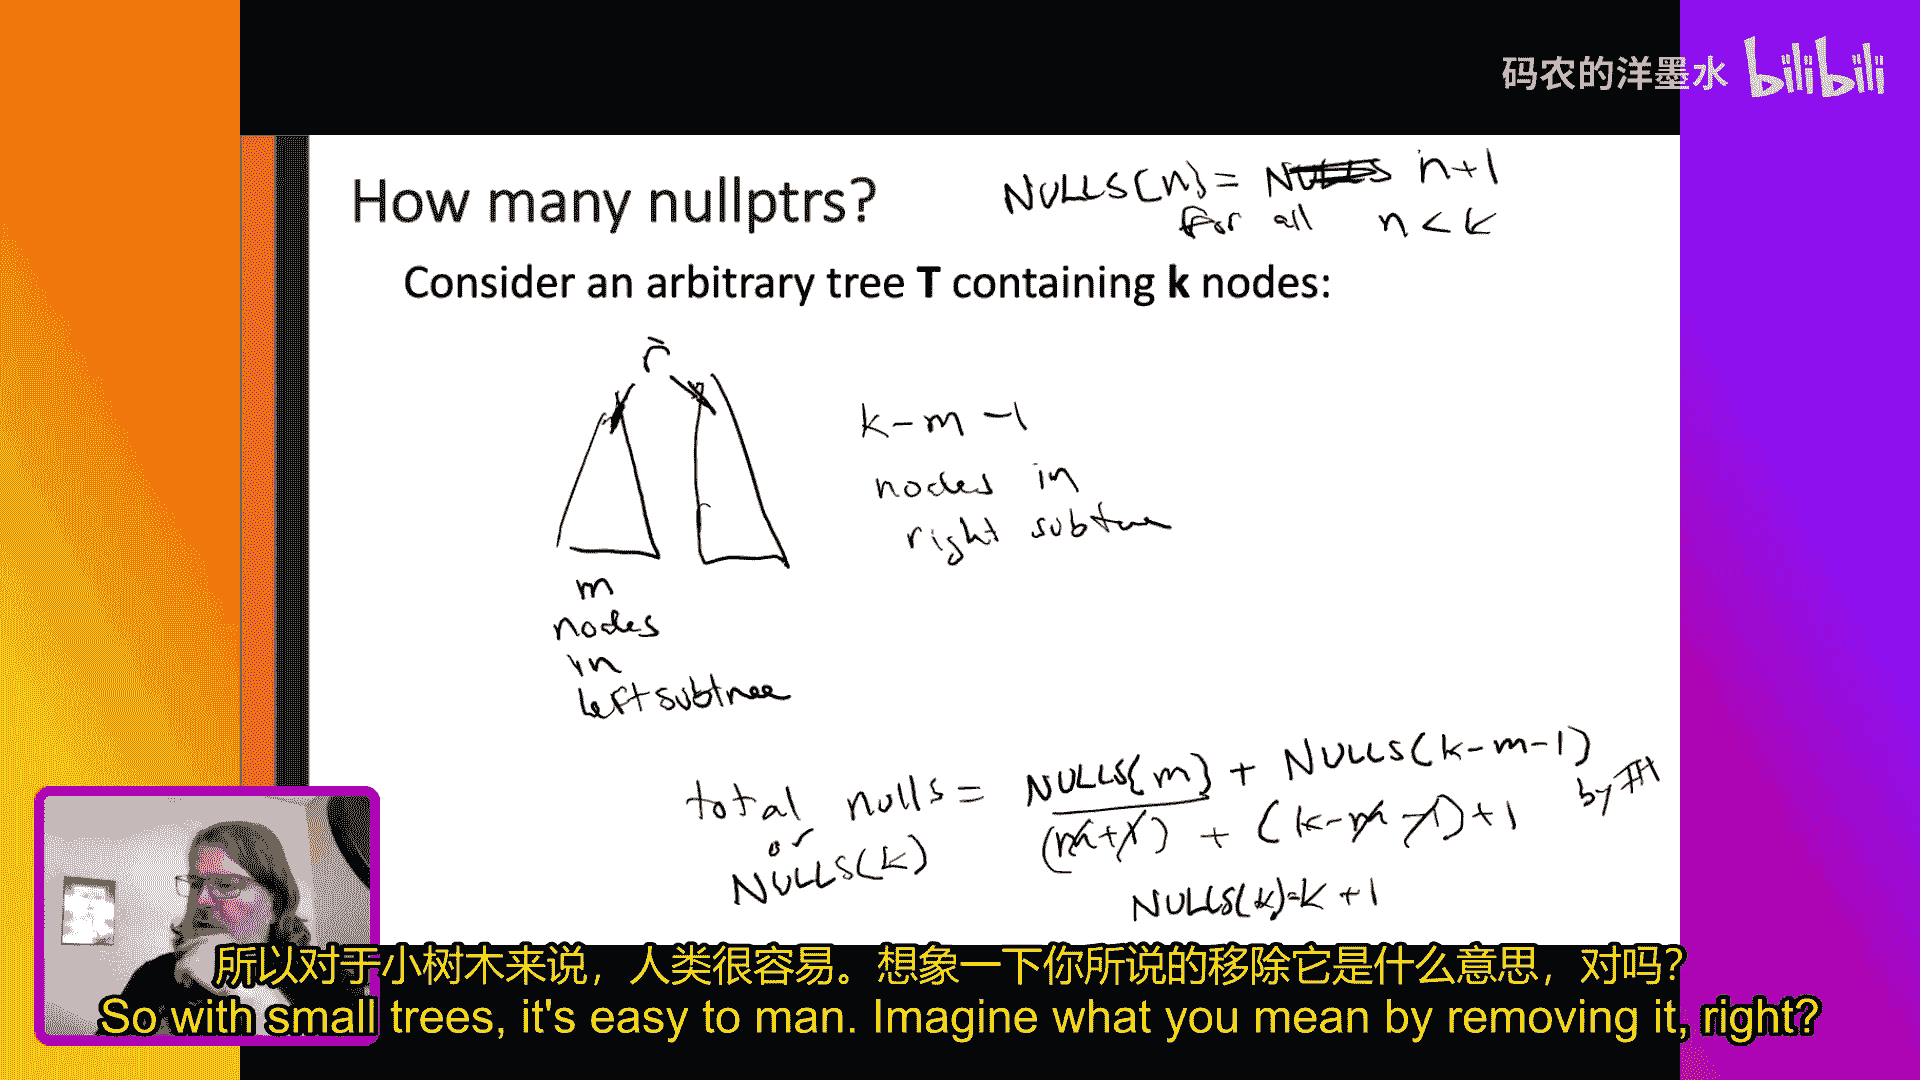 码农的洋墨水 bilibili
How many nullptrs?
NULLS(n) = n+1
for all n < k
Consider an arbitrary tree T containing k nodes:
r
k-m-1
nodes in
right subtree
m
nodes
in
left subtree
total nulls = NULLS(m) + NULLS(k-m-1)
by IH
or
(m+1) + (k-m-1)+1
NULLS(k)
NULLS(k)=k+1
所以对于小树木来说，人类很容易。想象一下你所说的移除它是什么意思，对吗？
So with small trees, it's easy to man. Imagine what you mean by removing it, right?